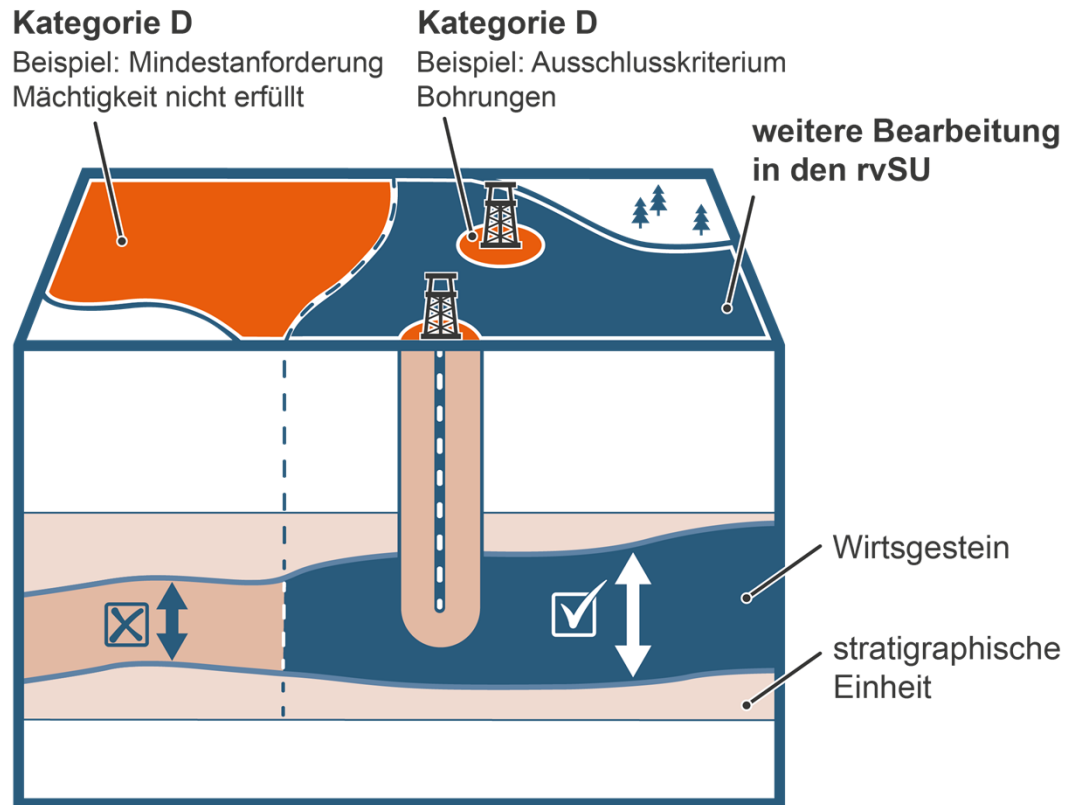 Kategorie D
Beispiel: Mindestanforderung
Mächtigkeit nicht erfüllt
Kategorie D
Beispiel: Ausschlusskriterium
Bohrungen
weitere Bearbeitung
in den rvSU
Wirtsgestein
stratigraphische
Einheit